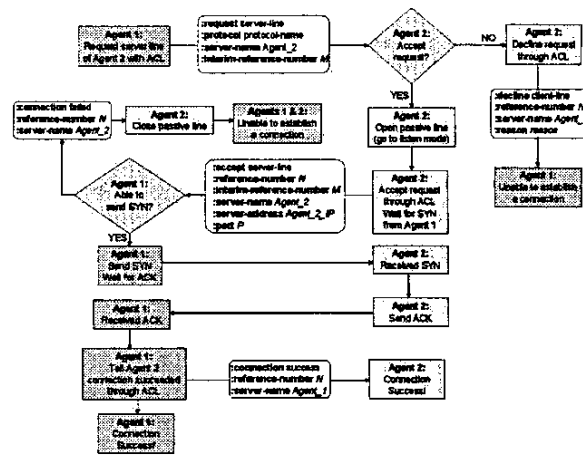 Agent 1:
Request server line
of Agent 2 with ACL
:request server-line
:protocol protocol-name
:server-name Agent_2
:interim-reference-number M
Agent 2:
Accept
request?
NO
Agent 2:
Decline request
through ACL
:decline client-line
:reference-number N
:server-name Agent_
:reason reason
Agent 1:
Unable to establish
a connection
YES
Agent 2:
Open passive line
(go to listen mode)
Agent 2:
Accept request
through ACL
Wait for SYN
from Agent 1
:accept server-line
:reference-number N
:interim-reference-number M
:server-name Agent_2
:server-address Agent_2_IP
:port P
Agent 1:
Able to
send SYN?
:connection failed
:reference-number N
:server-name Agent_2
Agent 2:
Close passive line
Agents 1 & 2:
Unable to establish
a connection
YES
Agent 1:
Send SYN
Wait for ACK
Agent 2:
Received SYN
Agent 2:
Send ACK
Agent 1:
Received ACK
Agent 1:
Tell Agent 2
connection succeeded
through ACL
:connection success
:reference-number N
:server-name Agent_1
Agent 2:
Connection
Success!
Agent 1:
Connection
Success!